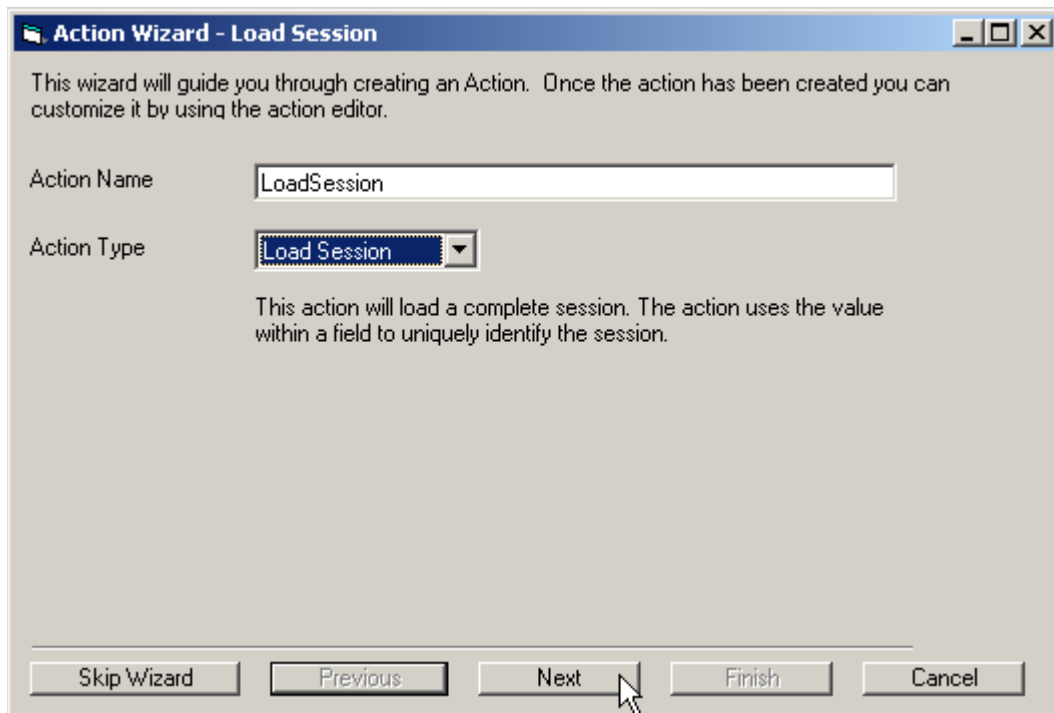 Action Wizard - Load Session
This wizard will guide you through creating an Action.  Once the action has been created you can
customize it by using the action editor.
Action Name
LoadSession
Action Type
Load Session
This action will load a complete session. The action uses the value
within a field to uniquely identify the session.
Skip Wizard
Previous
Next
Finish
Cancel